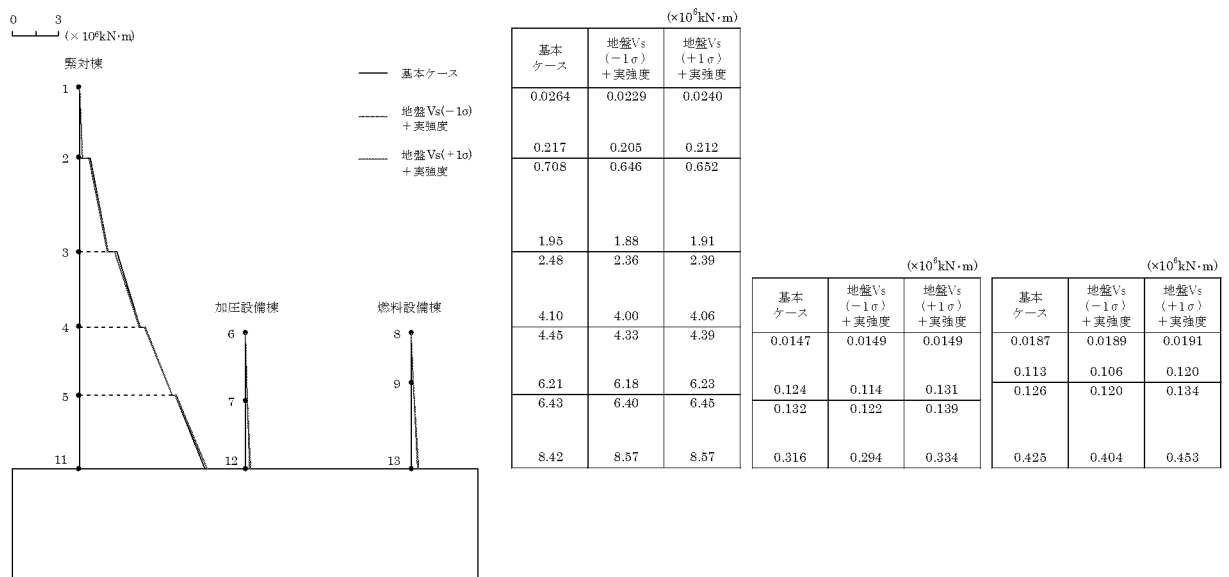 0 3
(×10⁶kN·m)
緊対棟
1
2
3
4
5
11
加圧設備棟
6
7
12
燃料設備棟
8
9
13
基本ケース
地盤Vs(−1σ)
＋実強度
地盤Vs(+1σ)
＋実強度
(×10⁶kN·m)
基本 地盤Vs 地盤Vs
ケース (−1σ) (+1σ)
＋実強度 ＋実強度
0.0264 0.0229 0.0240
0.217 0.205 0.212
0.708 0.646 0.652
1.95 1.88 1.91
2.48 2.36 2.39
4.10 4.00 4.06
4.45 4.33 4.39
6.21 6.18 6.23
6.43 6.40 6.45
8.42 8.57 8.57
(×10⁶kN·m)
基本 地盤Vs 地盤Vs
ケース (−1σ) (+1σ)
＋実強度 ＋実強度
0.0147 0.0149 0.0149
0.124 0.114 0.131
0.132 0.122 0.139
0.316 0.294 0.334
(×10⁶kN·m)
基本 地盤Vs 地盤Vs
ケース (−1σ) (+1σ)
＋実強度 ＋実強度
0.0187 0.0189 0.0191
0.113 0.106 0.120
0.126 0.120 0.134
0.425 0.404 0.453